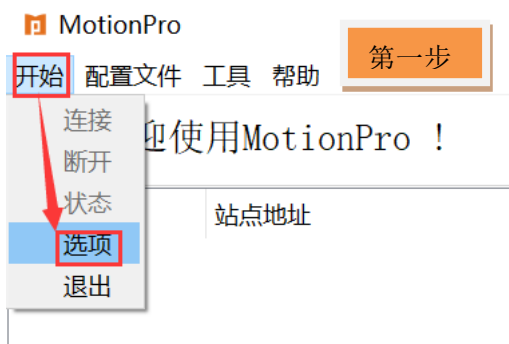 MotionPro
第一步
开始 配置文件 工具 帮助
连接
迎使用MotionPro !
断开
状态
站点地址
选项
退出